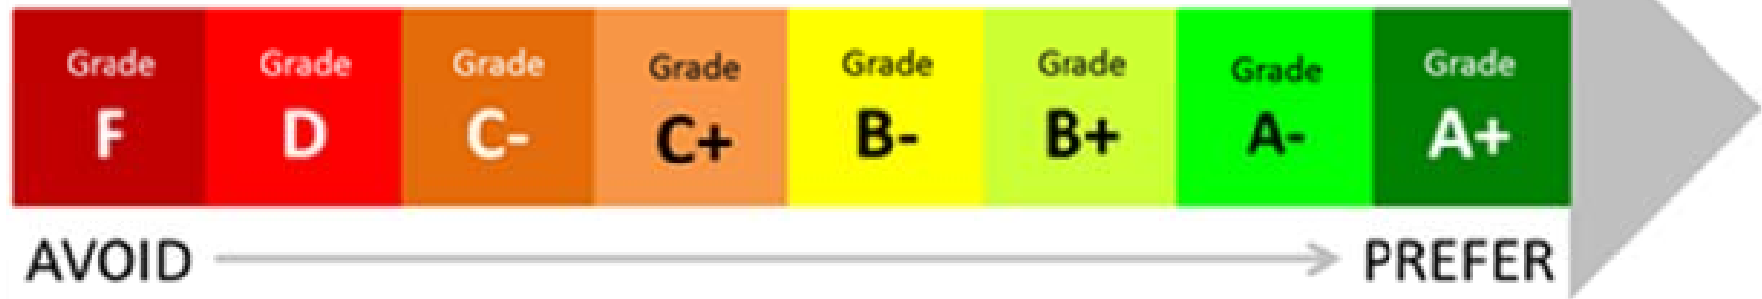 Grade Grade Grade Grade Grade Grade Grade Grade
F D C- C+ B- B+ A- A+
AVOID PREFER